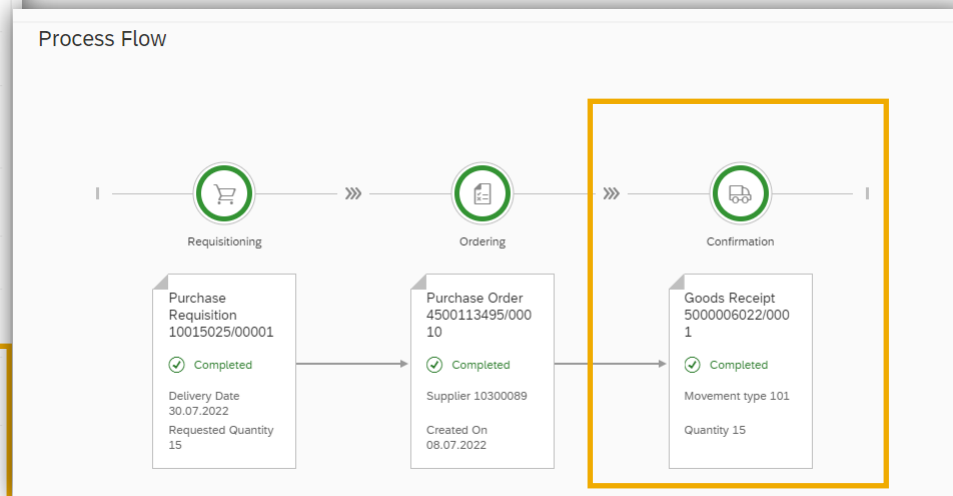 Process Flow
Requisitioning
Ordering
Confirmation
Purchase
Requisition
10015025/00001
Completed
Delivery Date
30.07.2022
Requested Quantity
15
Purchase Order
4500113495/000
10
Completed
Supplier 10300089
Created On
08.07.2022
Goods Receipt
5000006022/000
1
Completed
Movement type 101
Quantity 15